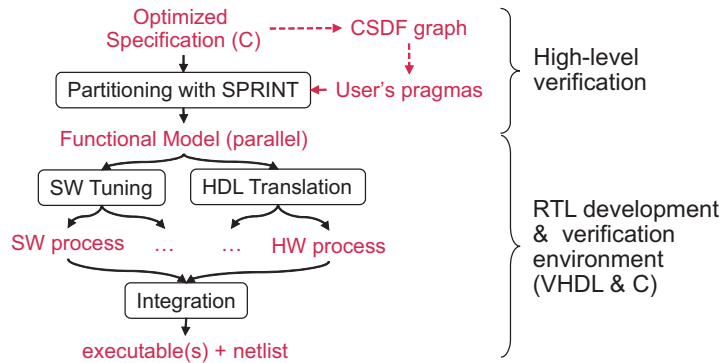 Optimized
Specification (C)
CSDF graph
Partitioning with SPRINT
User's pragmas
High-level
verification
Functional Model (parallel)
SW Tuning
HDL Translation
SW process
...
...
HW process
RTL development
& verification
environment
(VHDL & C)
Integration
executable(s) + netlist